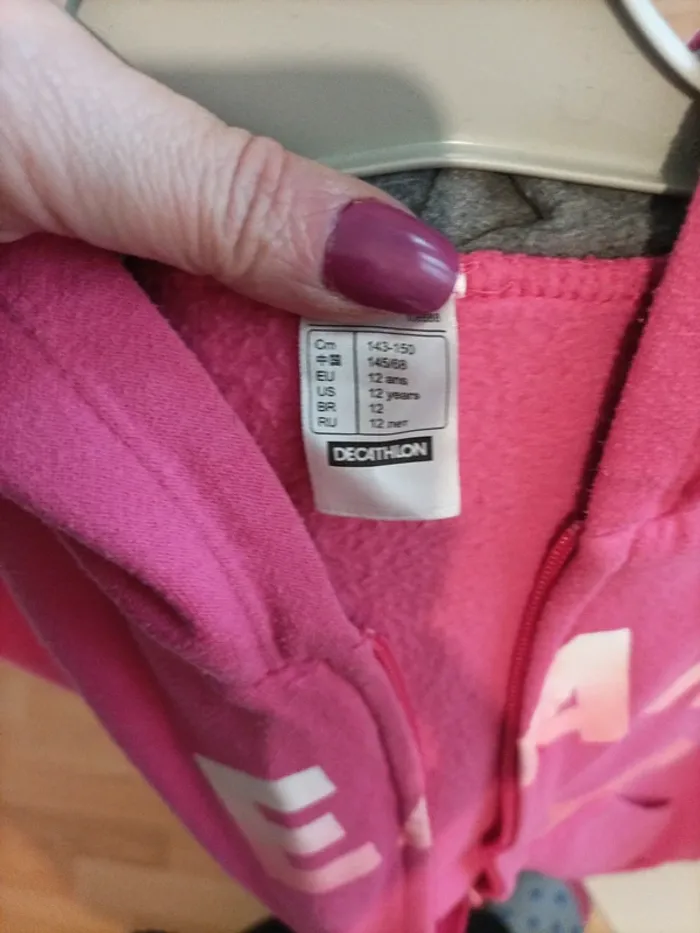 Cm 143-150
中国 145/68
EU 12 ans
US 12 years
BR 12
RU 12 лет
DECATHLON
E A